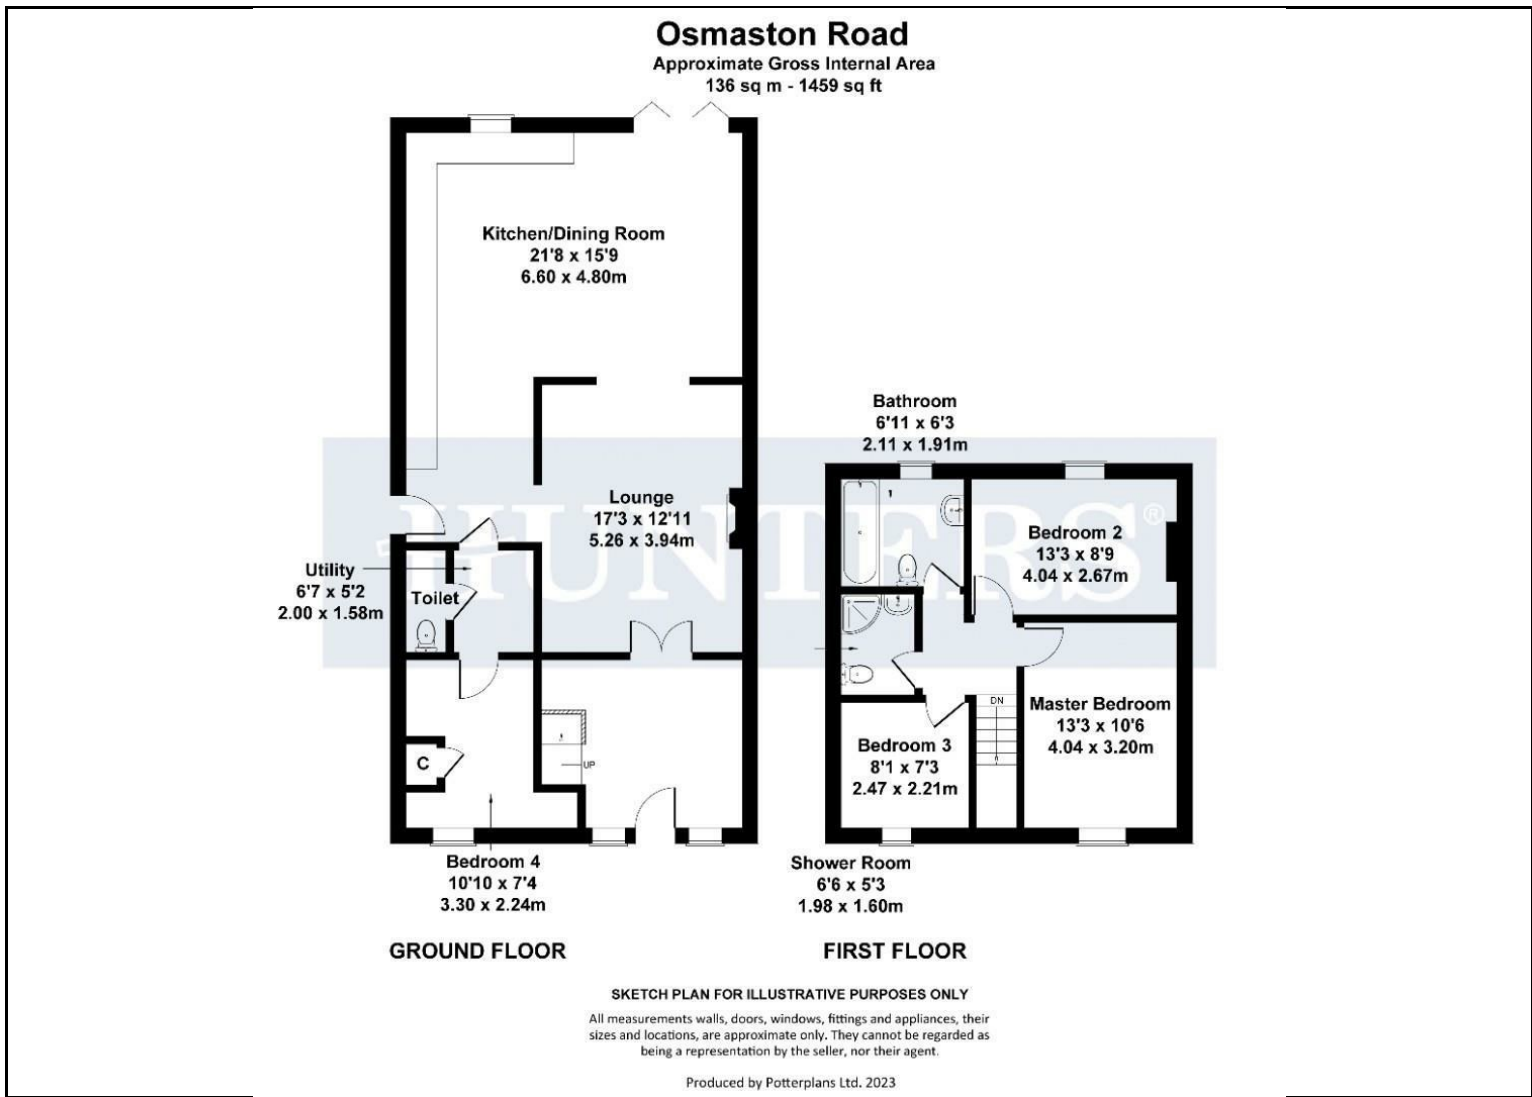 Osmaston Road
Approximate Gross Internal Area
136 sq m - 1459 sq ft
Kitchen/Dining Room
21'8 x 15'9
6.60 x 4.80m
Lounge
17'3 x 12'11
5.26 x 3.94m
Utility
6'7 x 5'2
2.00 x 1.58m
Toilet
C
UP
Bedroom 4
10'10 x 7'4
3.30 x 2.24m
GROUND FLOOR
Bathroom
6'11 x 6'3
2.11 x 1.91m
Bedroom 2
13'3 x 8'9
4.04 x 2.67m
DN
Master Bedroom
13'3 x 10'6
4.04 x 3.20m
Bedroom 3
8'1 x 7'3
2.47 x 2.21m
Shower Room
6'6 x 5'3
1.98 x 1.60m
FIRST FLOOR
HUNTERS®
SKETCH PLAN FOR ILLUSTRATIVE PURPOSES ONLY
All measurements walls, doors, windows, fittings and appliances, their
sizes and locations, are approximate only. They cannot be regarded as
being a representation by the seller, nor their agent.
Produced by Potterplans Ltd. 2023